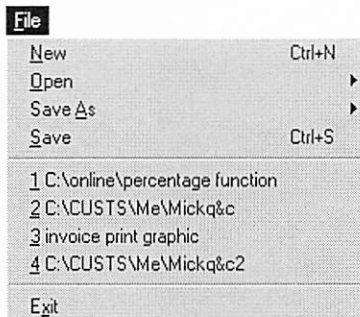 File
New Ctrl+N
Open
Save As
Save Ctrl+S
1 C:\online\percentage function
2 C:\CUSTS\Me\Mickq&c
3 invoice print graphic
4 C:\CUSTS\Me\Mickq&c2
Exit